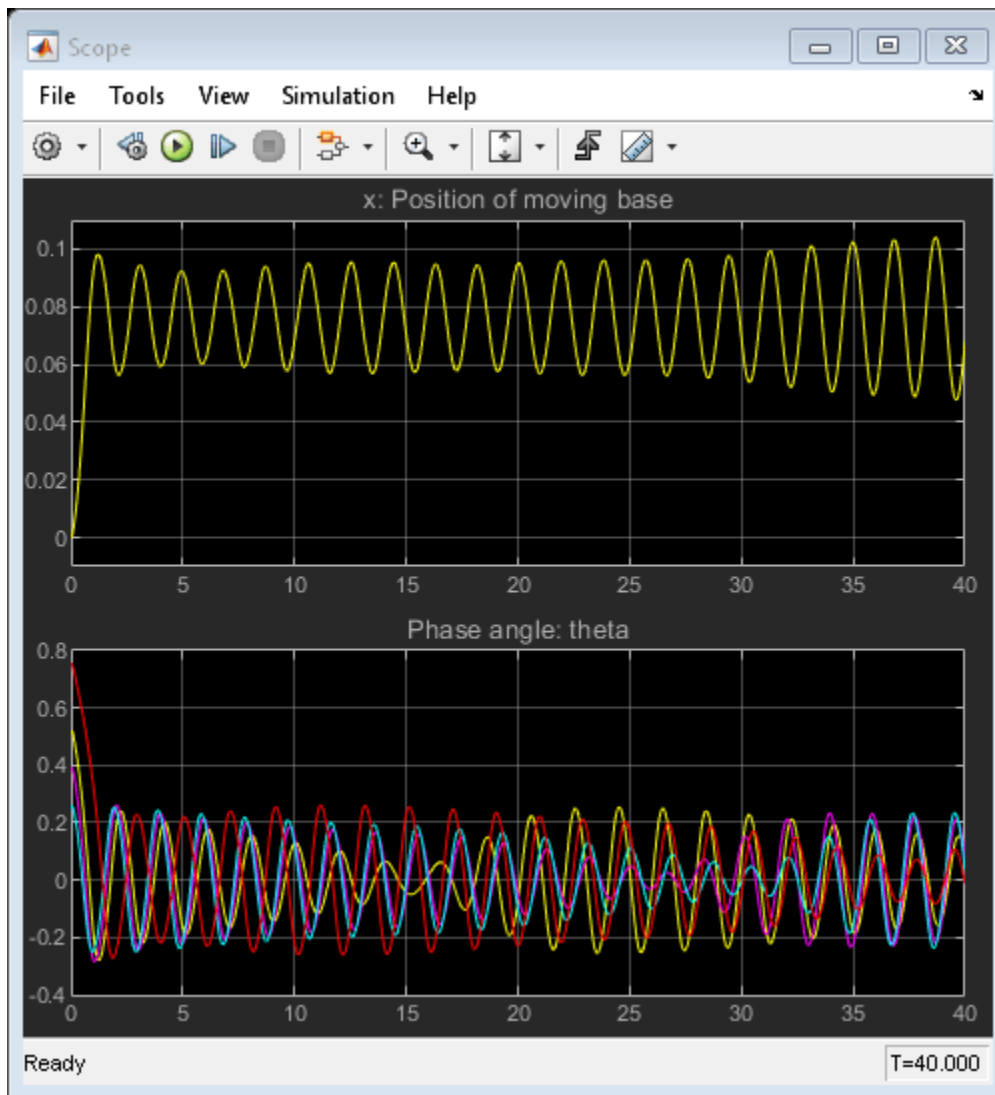 Scope
File Tools View Simulation Help
x: Position of moving base
0.1
0.08
0.06
0.04
0.02
0
0 5 10 15 20 25 30 35 40
Phase angle: theta
0.8
0.6
0.4
0.2
0
-0.2
-0.4
0 5 10 15 20 25 30 35 40
Ready T=40.000